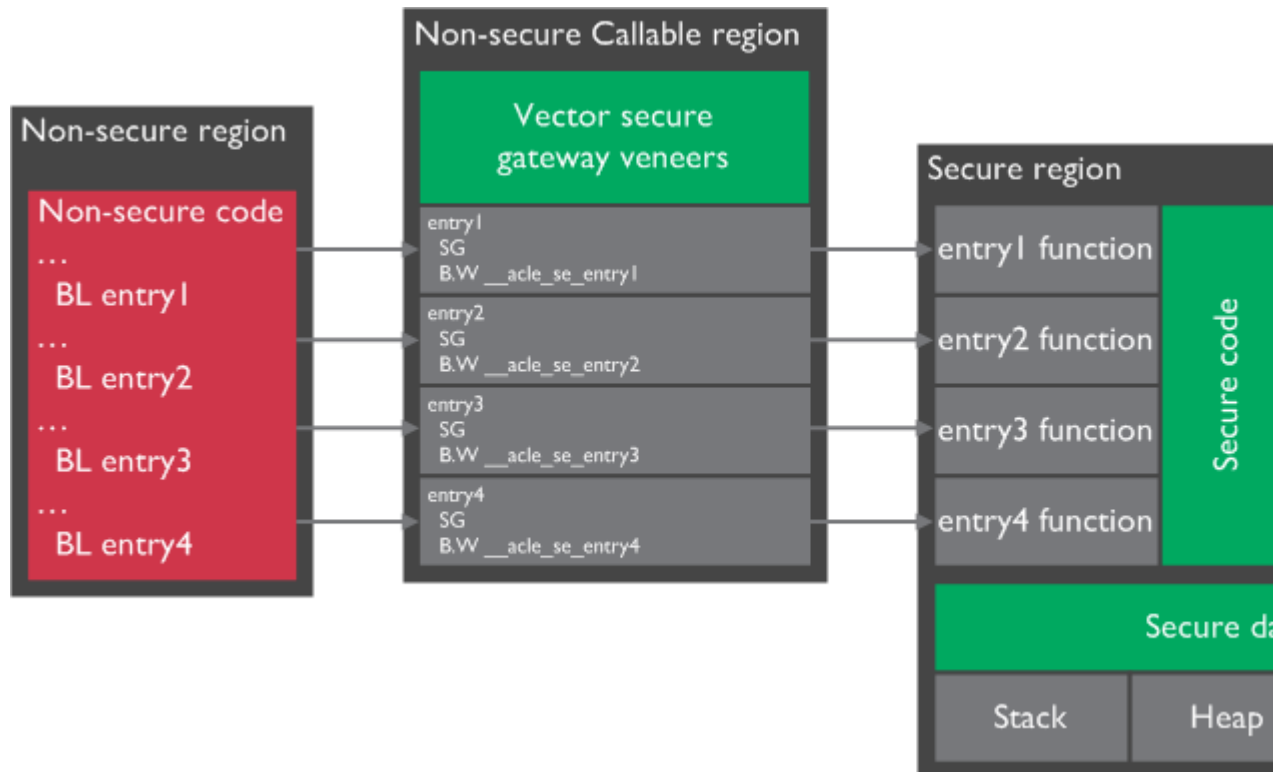 Non-secure region
Non-secure code
...
BL entry1
...
BL entry2
...
BL entry3
...
BL entry4
Non-secure Callable region
Vector secure
gateway veneers
entry1
SG
B.W __acle_se_entry1
entry2
SG
B.W __acle_se_entry2
entry3
SG
B.W __acle_se_entry3
entry4
SG
B.W __acle_se_entry4
Secure region
entry1 function
entry2 function
entry3 function
entry4 function
Secure code
Secure da
Stack
Heap